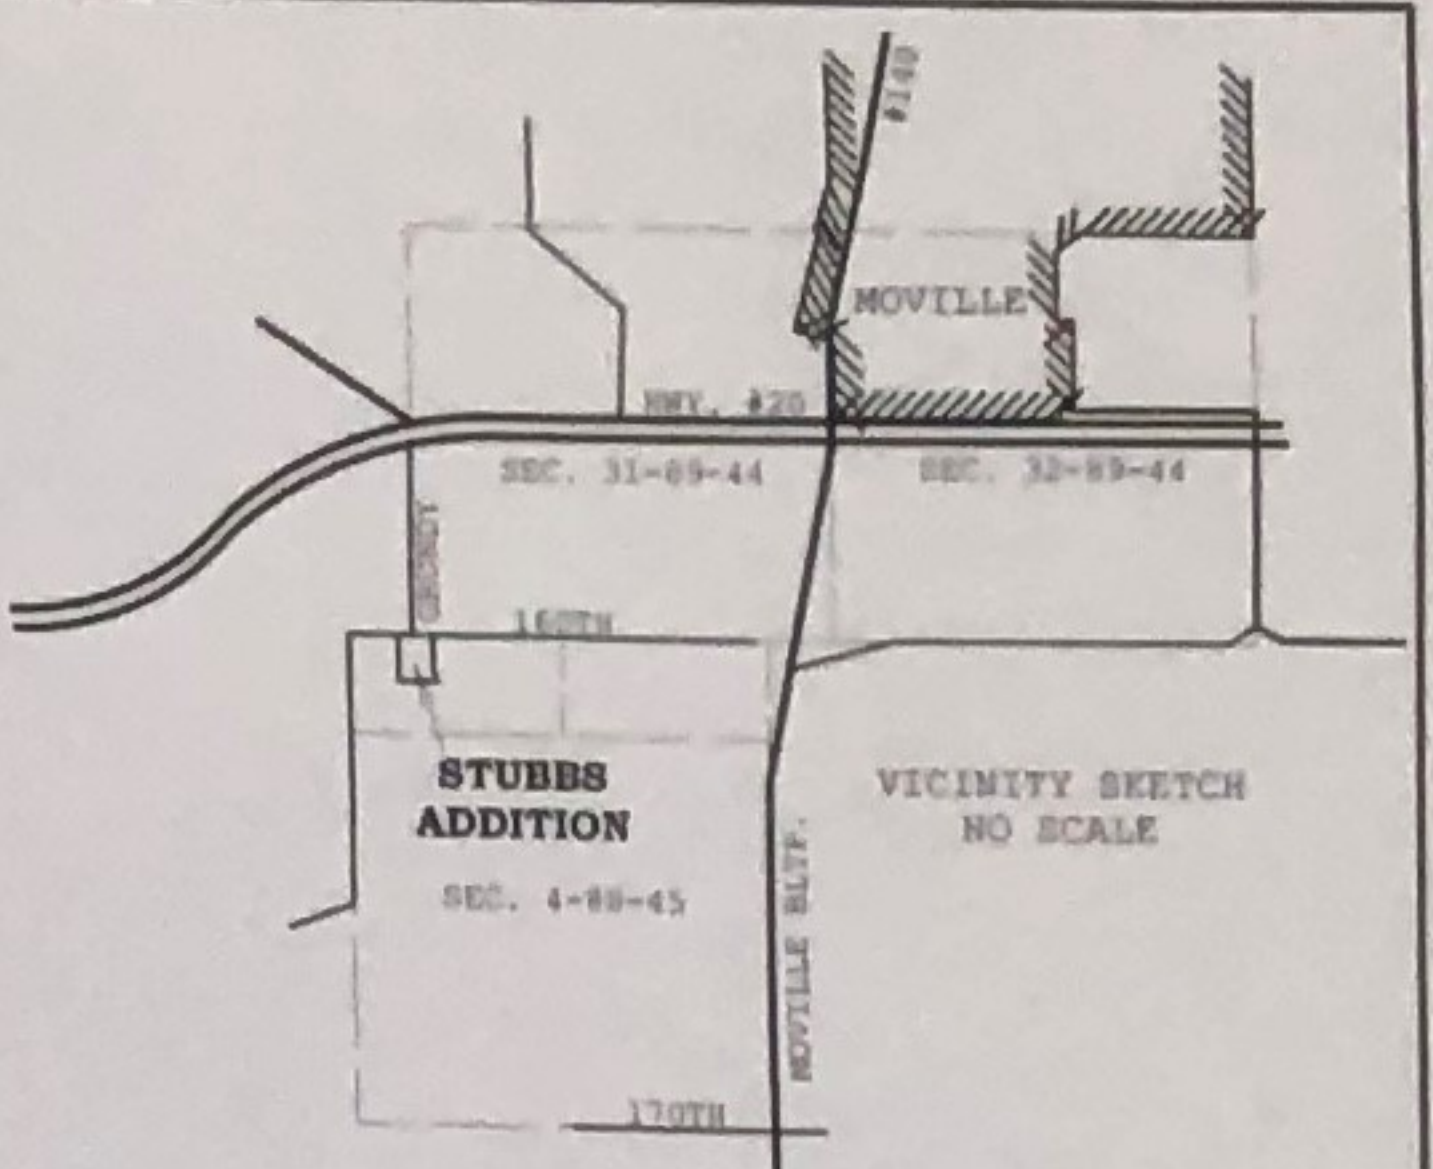 #140
MOVILLE
HWY. #20
SEC. 31-89-44
SEC. 32-89-44
GRUNDY
160TH
STUBBS
ADDITION
VICINITY SKETCH
NO SCALE
SEC. 4-88-45
MOVILLE BLTP.
170TH